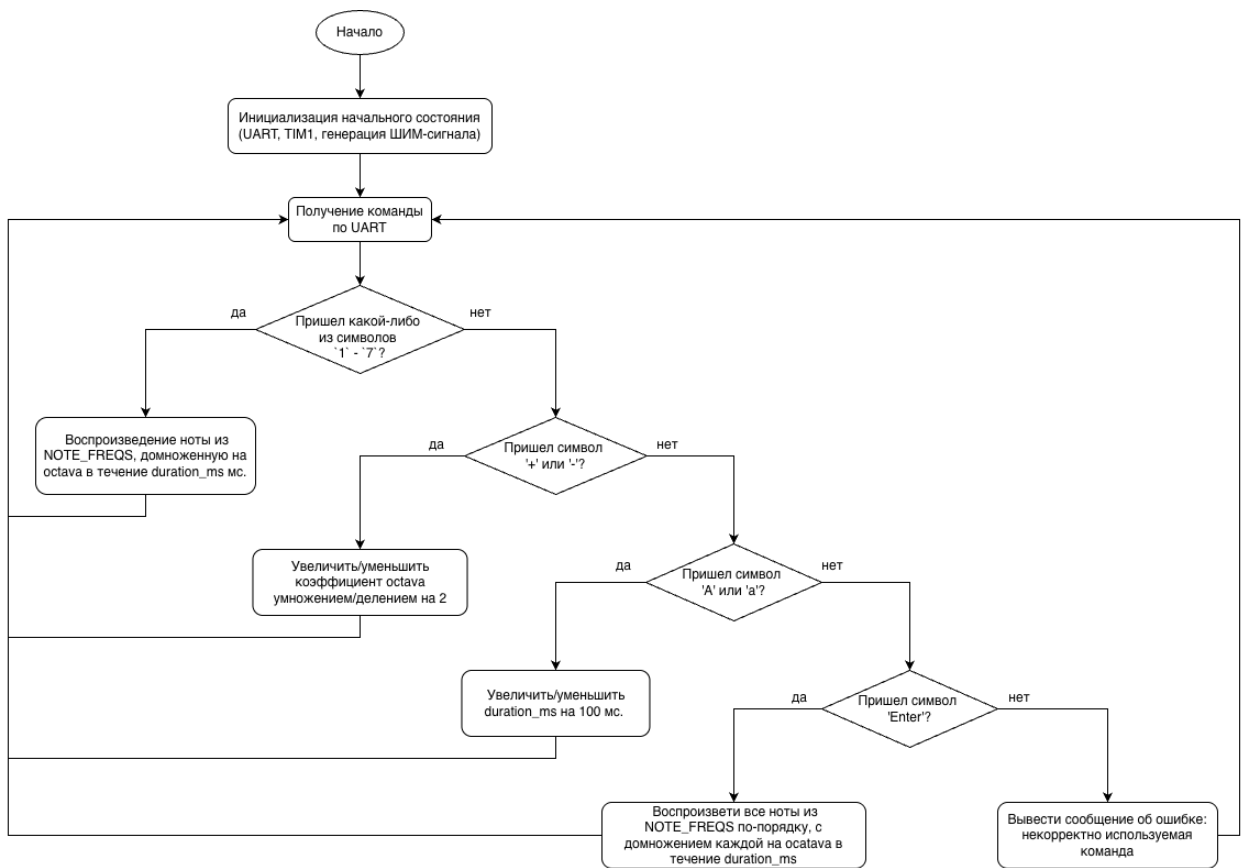 Начало
Инициализация начального состояния
(UART, TIM1, генерация ШИМ-сигнала)
Получение команды
по UART
да
нет
Пришел какой-либо
из символов
`1` - `7`?
Воспроизведение ноты из
NOTE_FREQS, домноженную на
octava в течение duration_ms мс.
да
нет
Пришел символ
'+' или '-'?
Увеличить/уменьшить
коэффициент octava
умножением/делением на 2
да
нет
Пришел символ
'A' или 'a'?
Увеличить/уменьшить
duration_ms на 100 мс.
да
нет
Пришел символ
'Enter'?
Воспроизвети все ноты из
NOTE_FREQS по-порядку, с
домножением каждой на ocatava в
течение duration_ms
Вывести сообщение об ошибке:
некорректно используемая
команда